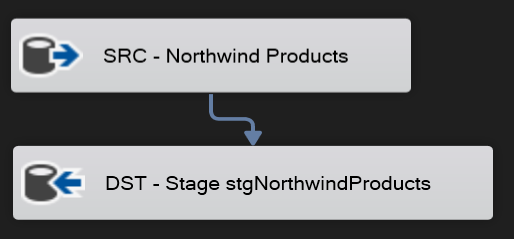 SRC - Northwind Products
DST - Stage stgNorthwindProducts